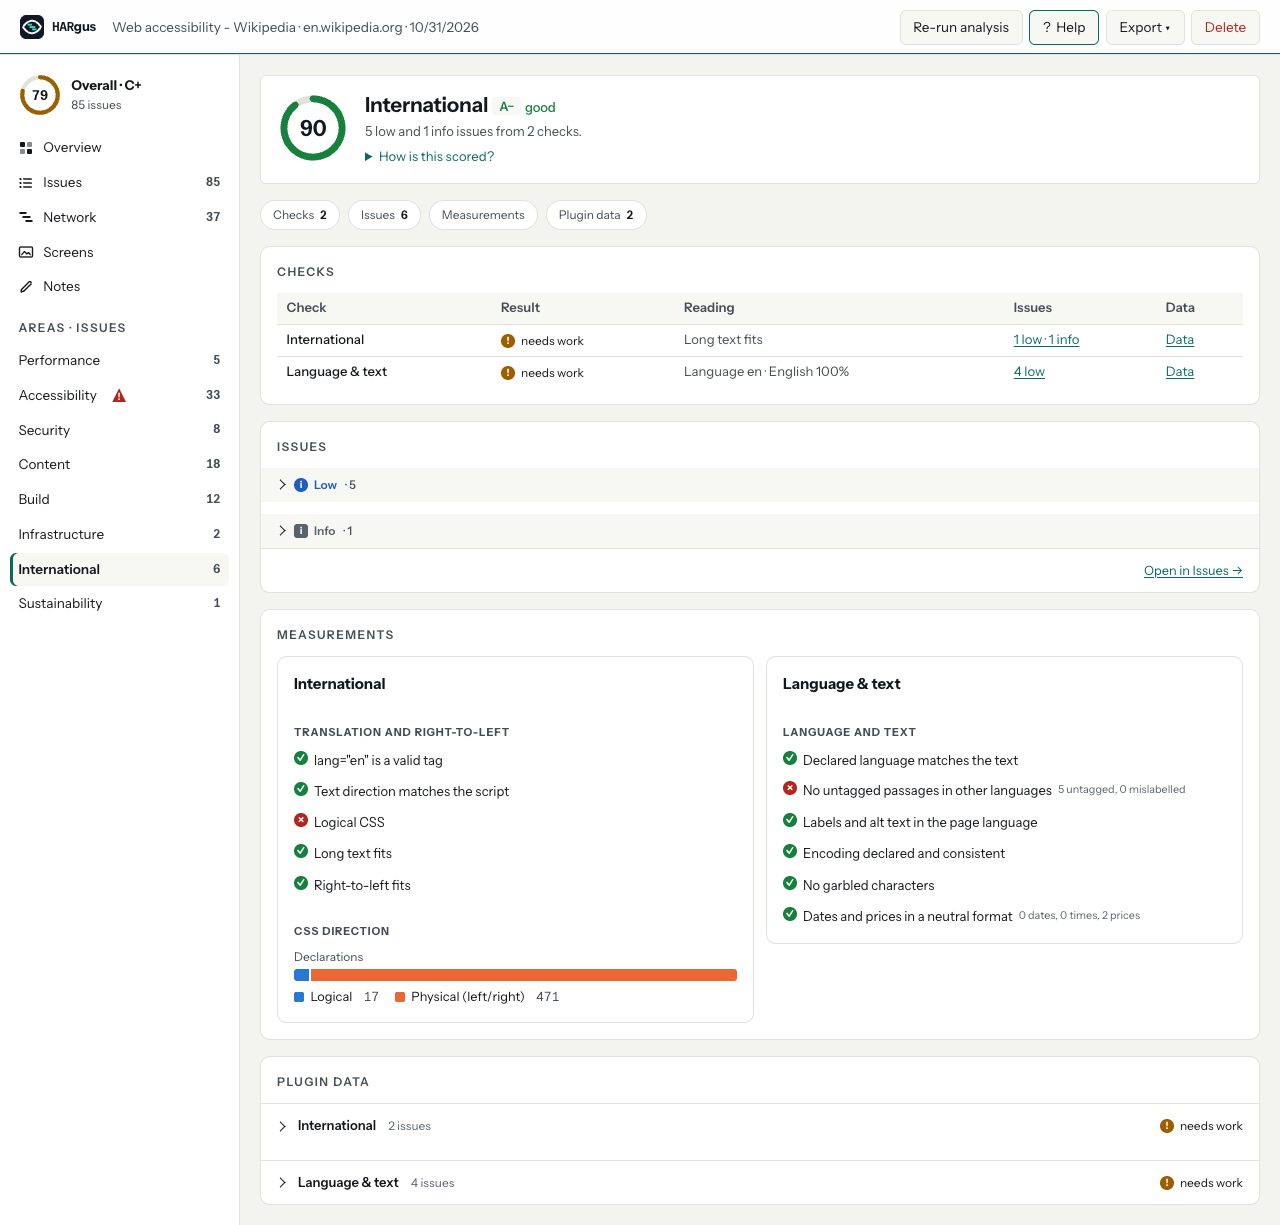 HARgus
Web accessibility - Wikipedia · en.wikipedia.org · 10/31/2026
Re-run analysis
? Help
Export ▾
Delete
79
Overall · C+
85 issues
Overview
Issues 85
Network 37
Screens
Notes
AREAS · ISSUES
Performance 5
Accessibility 33
Security 8
Content 18
Build 12
Infrastructure 2
International 6
Sustainability 1
90
International A− good
5 low and 1 info issues from 2 checks.
How is this scored?
Checks 2
Issues 6
Measurements
Plugin data 2
CHECKS
Check Result Reading Issues Data
International needs work Long text fits 1 low · 1 info Data
Language & text needs work Language en · English 100% 4 low Data
ISSUES
Low · 5
Info · 1
Open in Issues →
MEASUREMENTS
International
TRANSLATION AND RIGHT-TO-LEFT
lang="en" is a valid tag
Text direction matches the script
Logical CSS
Long text fits
Right-to-left fits
CSS DIRECTION
Declarations
Logical 17 Physical (left/right) 471
Language & text
LANGUAGE AND TEXT
Declared language matches the text
No untagged passages in other languages 5 untagged, 0 mislabelled
Labels and alt text in the page language
Encoding declared and consistent
No garbled characters
Dates and prices in a neutral format 0 dates, 0 times, 2 prices
PLUGIN DATA
International 2 issues needs work
Language & text 4 issues needs work